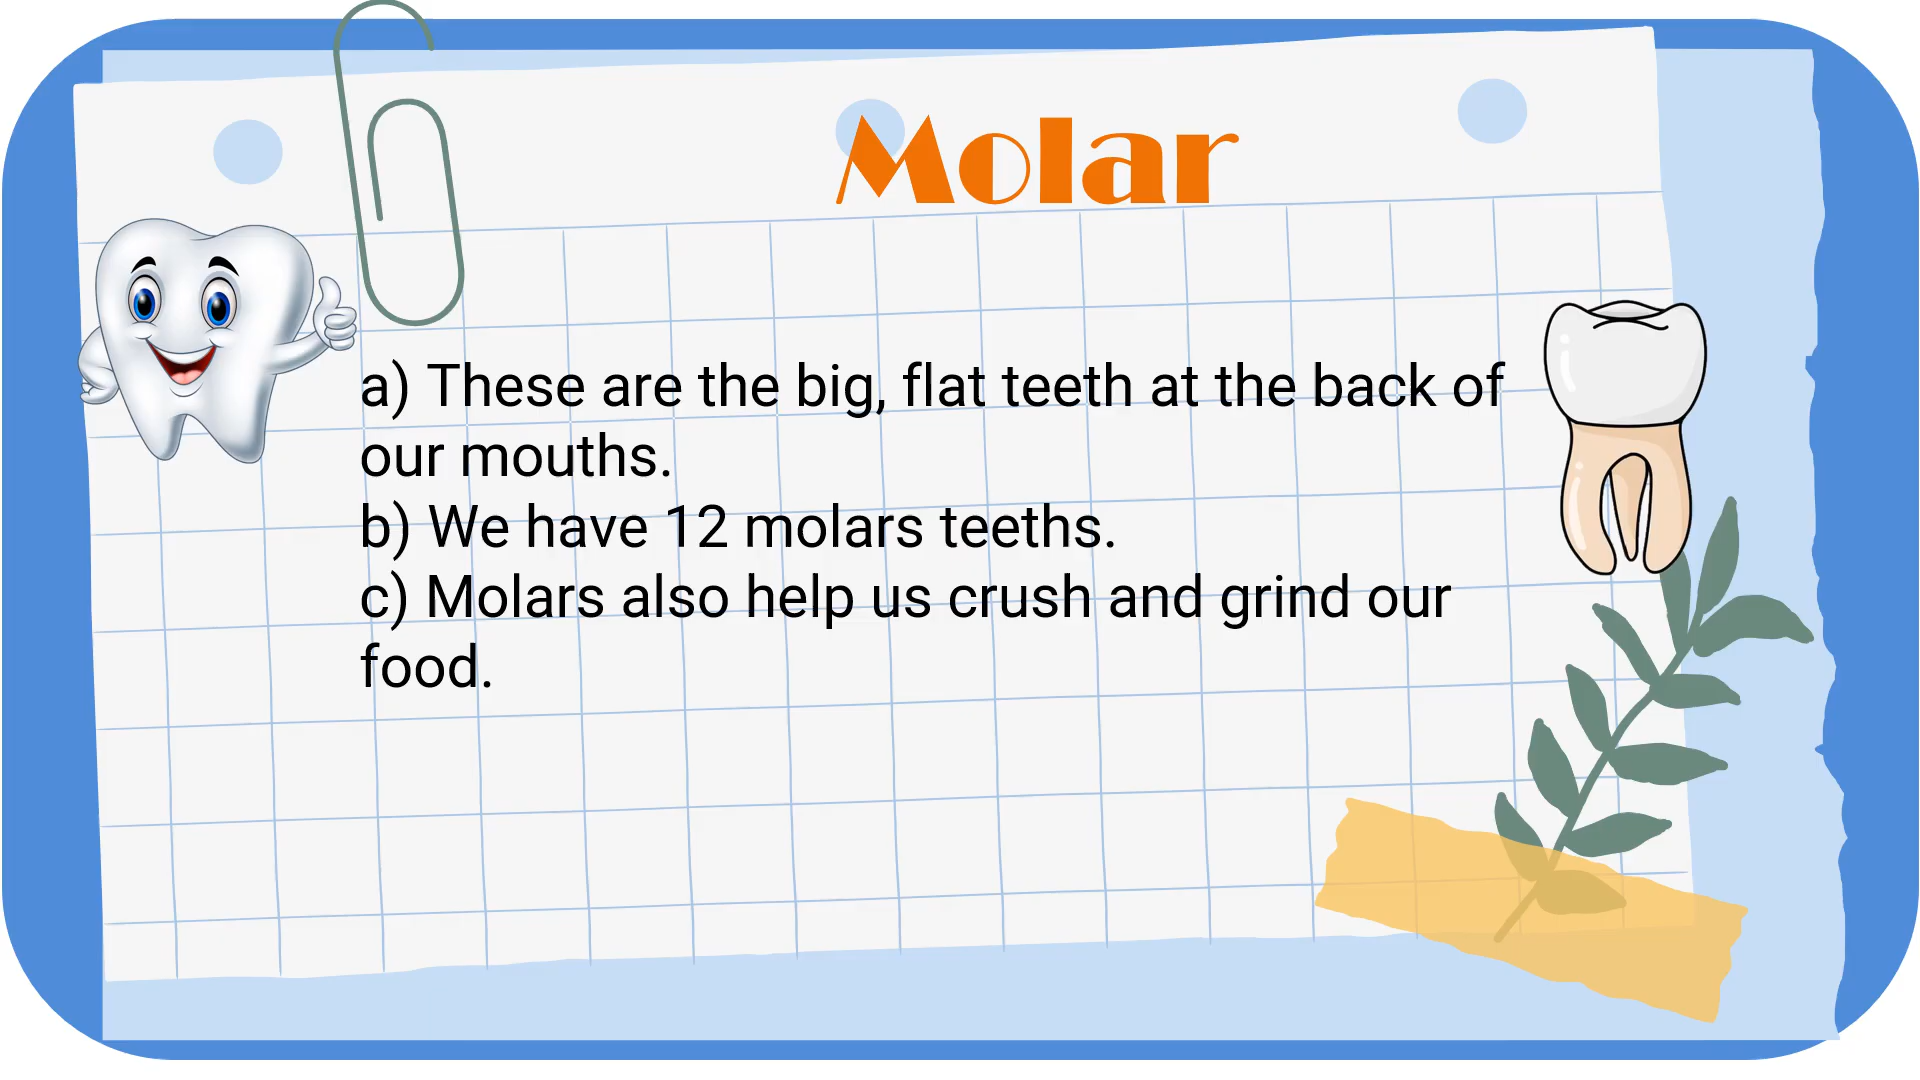 Molar
a) These are the big, flat teeth at the back of
our mouths.
b) We have 12 molars teeths.
c) Molars also help us crush and grind our
food.